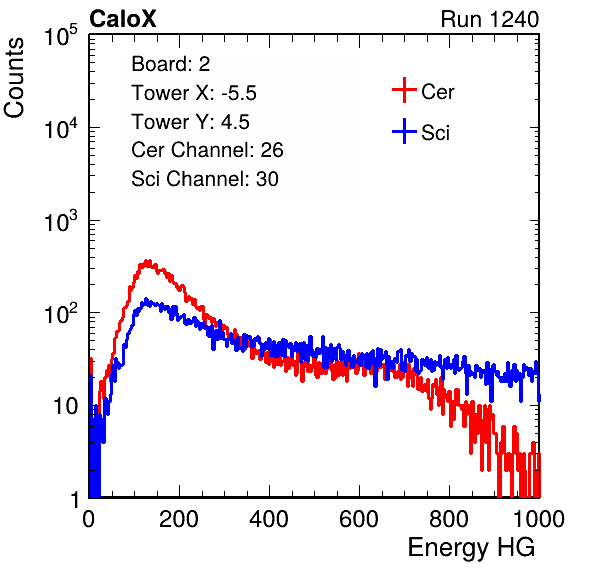 CaloX Run 1240
Counts
10^5
10^4
10^3
10^2
10
1
Board: 2
Tower X: -5.5
Tower Y: 4.5
Cer Channel: 26
Sci Channel: 30
Cer
Sci
0 200 400 600 800 1000
Energy HG